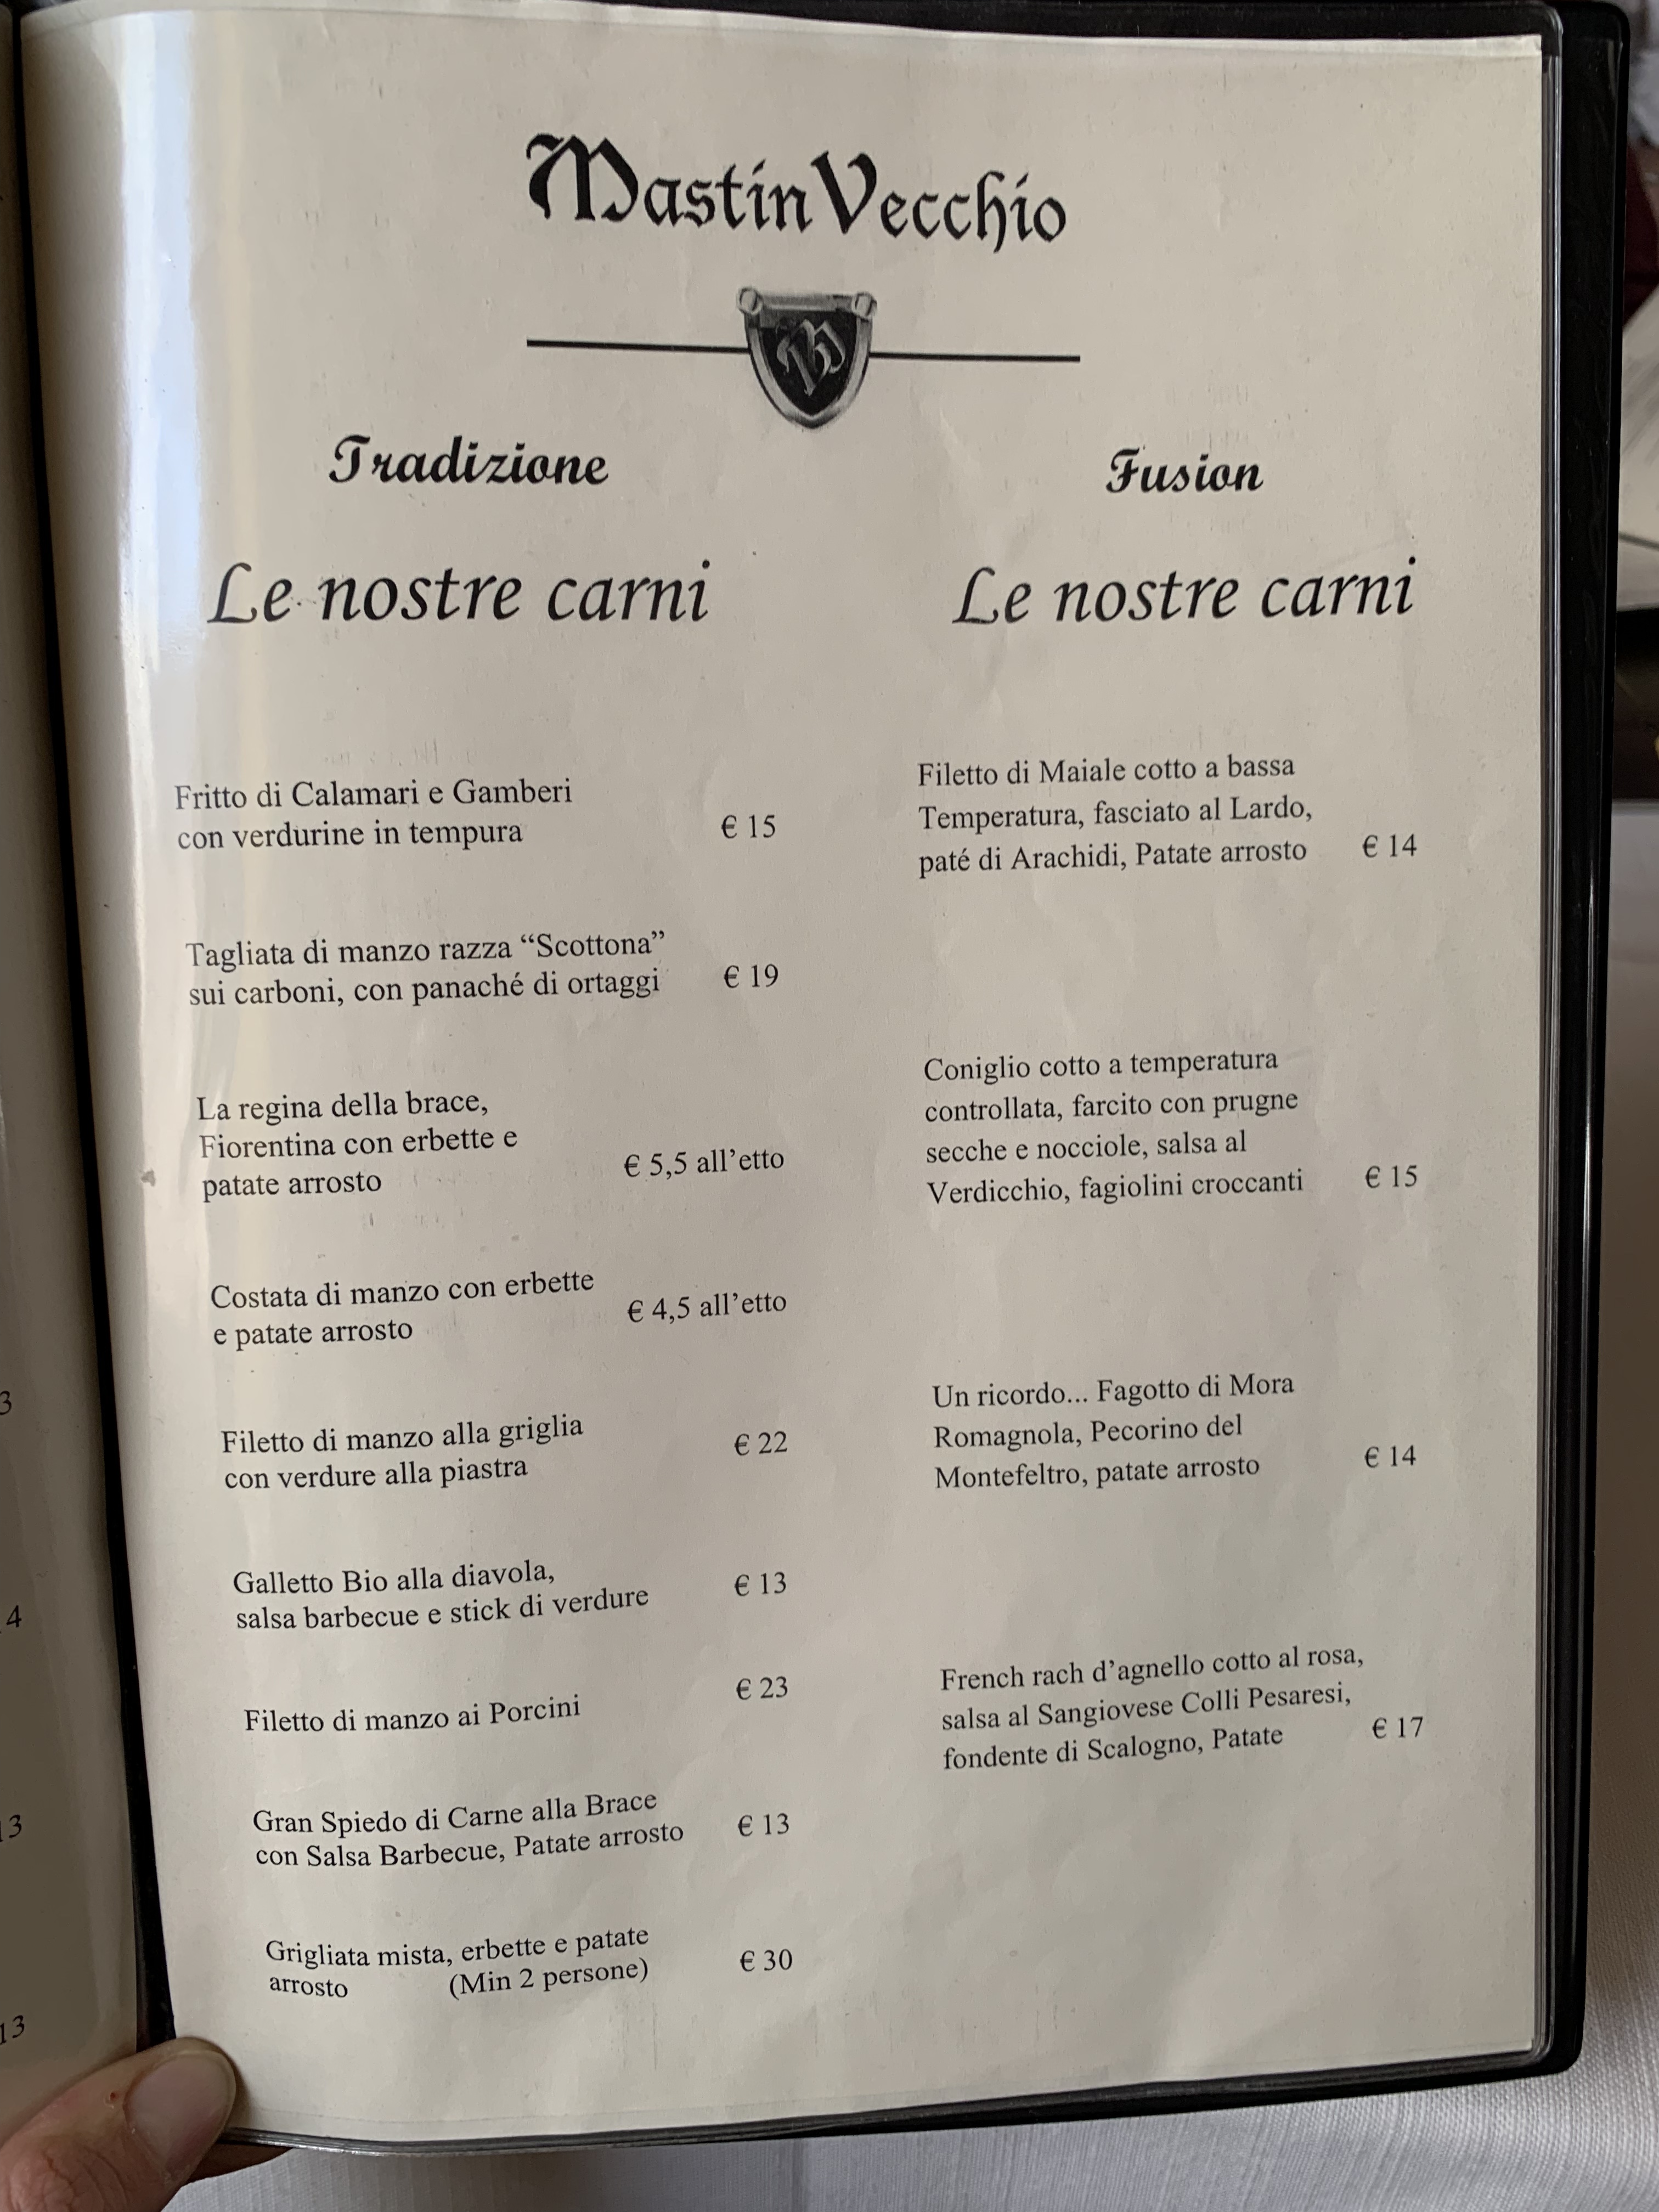 Mastin Vecchio
Tradizione
Le nostre carni
Fritto di Calamari e Gamberi
con verdurine in tempura € 15
Tagliata di manzo razza “Scottona”
sui carboni, con panaché di ortaggi € 19
La regina della brace,
Fiorentina con erbette e
patate arrosto € 5,5 all’etto
Costata di manzo con erbette
e patate arrosto € 4,5 all’etto
Filetto di manzo alla griglia
con verdure alla piastra € 22
Galletto Bio alla diavola,
salsa barbecue e stick di verdure € 13
Filetto di manzo ai Porcini € 23
Gran Spiedo di Carne alla Brace
con Salsa Barbecue, Patate arrosto € 13
Grigliata mista, erbette e patate
arrosto (Min 2 persone) € 30
Fusion
Le nostre carni
Filetto di Maiale cotto a bassa
Temperatura, fasciato al Lardo,
paté di Arachidi, Patate arrosto € 14
Coniglio cotto a temperatura
controllata, farcito con prugne
secche e nocciole, salsa al
Verdicchio, fagiolini croccanti € 15
Un ricordo... Fagotto di Mora
Romagnola, Pecorino del
Montefeltro, patate arrosto € 14
French rach d’agnello cotto al rosa,
salsa al Sangiovese Colli Pesaresi,
fondente di Scalogno, Patate € 17